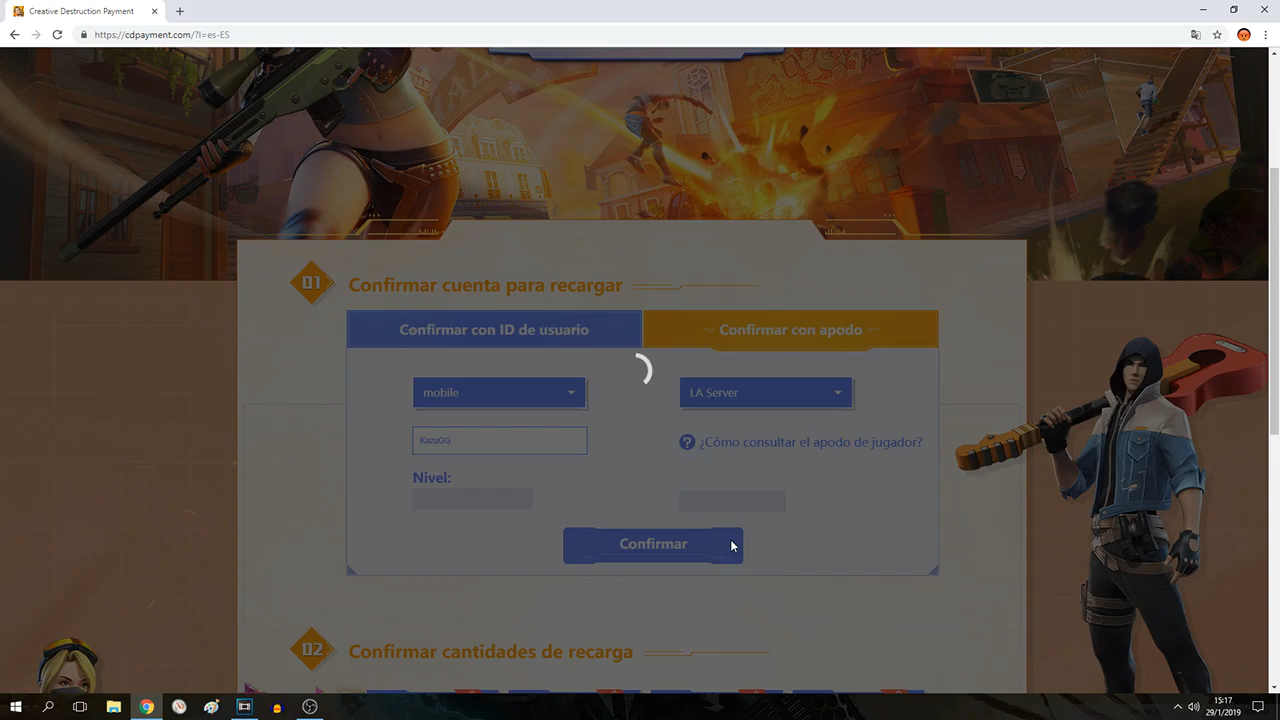 Creative Destruction Payment
https://cdpayment.com/?l=es-ES
01
Confirmar cuenta para recargar
Confirmar con ID de usuario
Confirmar con apodo
mobile
LA Server
KazuGG
¿Cómo consultar el apodo de jugador?
Nivel:
Confirmar
02
Confirmar cantidades de recarga
15:17
29/1/2019